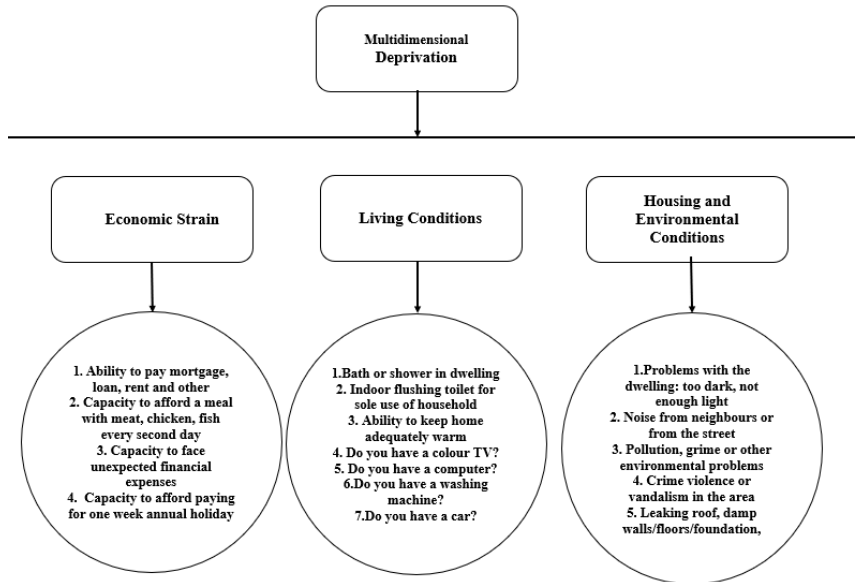 Multidimensional
Deprivation
Economic Strain
Living Conditions
Housing and
Environmental
Conditions
1. Ability to pay mortgage,
loan, rent and other
2. Capacity to afford a meal
with meat, chicken, fish
every second day
3. Capacity to face
unexpected financial
expenses
4. Capacity to afford paying
for one week annual holiday
1.Bath or shower in dwelling
2. Indoor flushing toilet for
sole use of household
3. Ability to keep home
adequately warm
4. Do you have a colour TV?
5. Do you have a computer?
6.Do you have a washing
machine?
7.Do you have a car?
1.Problems with the
dwelling: too dark, not
enough light
2. Noise from neighbours or
from the street
3. Pollution, grime or other
environmental problems
4. Crime violence or
vandalism in the area
5. Leaking roof, damp
walls/floors/foundation,